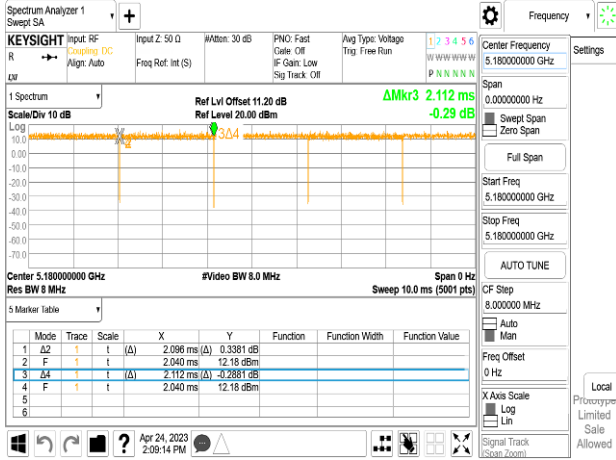 Spectrum Analyzer 1
Swept SA
Frequency
KEYSIGHT Input: RF Input Z: 50 Ω #Atten: 30 dB PNO: Fast Avg Type: Voltage 1 2 3 4 5 6
R Coupling: DC Gate: Off Trig: Free Run
Align: Auto Freq Ref: Int (S) IF Gain: Low W W W W W W
Sig Track: Off
P N N N N N
1 Spectrum
Ref Lvl Offset 11.20 dB
ΔMkr3 2.112 ms
Scale/Div 10 dB Ref Level 20.00 dBm -0.29 dB
Log
3Δ4
10.0
0.00
-10.0
-20.0
-30.0
-40.0
-50.0
-60.0
-70.0
Center 5.180000000 GHz #Video BW 8.0 MHz Span 0 Hz
Res BW 8 MHz Sweep 10.0 ms (5001 pts)
5 Marker Table
Mode Trace Scale X Y Function Function Width Function Value
1 Δ2 1 t (Δ) 2.096 ms (Δ) 0.3381 dB
2 F 1 t 2.040 ms 12.18 dBm
3 Δ4 1 t (Δ) 2.112 ms (Δ) -0.2881 dB
4 F 1 t 2.040 ms 12.18 dBm
5
6
Apr 24, 2023
2:09:14 PM
Center Frequency
5.180000000 GHz
Settings
Span
0.00000000 Hz
Swept Span
Zero Span
Full Span
Start Freq
5.180000000 GHz
Stop Freq
5.180000000 GHz
AUTO TUNE
CF Step
8.000000 MHz
Auto
Man
Freq Offset
0 Hz
X Axis Scale
Log
Lin
Signal Track
(Span Zoom)
Local
Prototype
Limited
Sale
Allowed